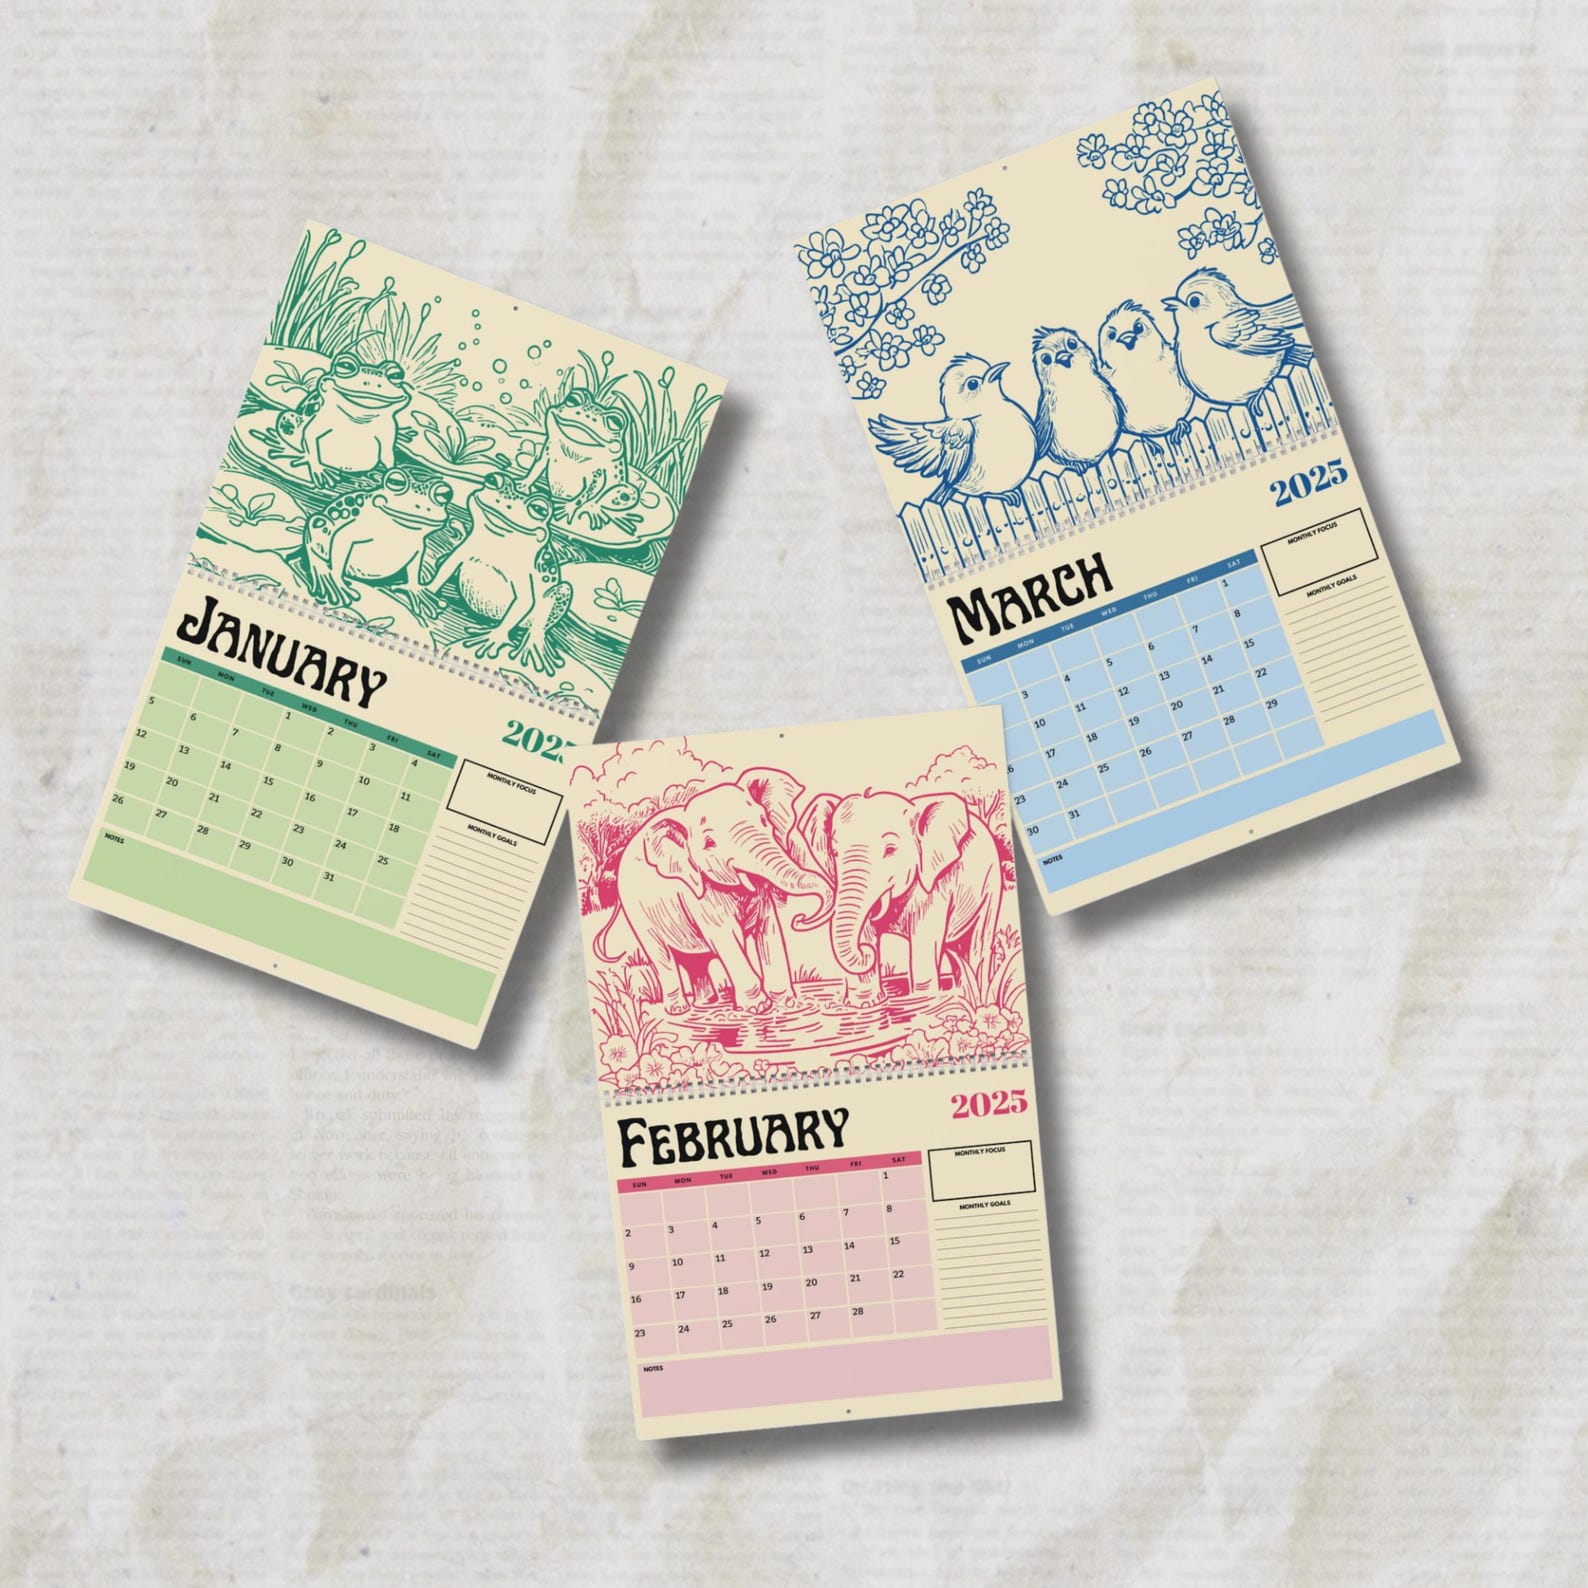 JANUARY
2025
SUN MON TUE WED THU FRI SAT
1 2 3 4
5 6 7 8 9 10 11
12 13 14 15 16 17 18
19 20 21 22 23 24 25
26 27 28 29 30 31
MONTHLY FOCUS
MONTHLY GOALS
NOTES
MARCH
2025
SUN MON TUE WED THU FRI SAT
1
3 4 5 6 7 8
10 11 12 13 14 15
17 18 19 20 21 22
23 24 25 26 27 28 29
30 31
MONTHLY FOCUS
MONTHLY GOALS
NOTES
FEBRUARY
2025
SUN MON TUE WED THU FRI SAT
1
2 3 4 5 6 7 8
9 10 11 12 13 14 15
16 17 18 19 20 21 22
23 24 25 26 27 28
MONTHLY FOCUS
MONTHLY GOALS
NOTES
Grey cardinals